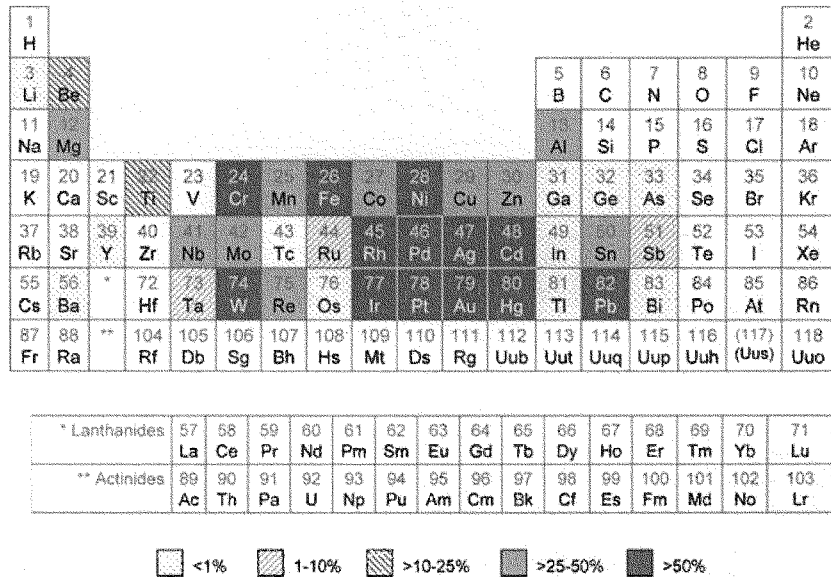 1 2
H He
3 4 5 6 7 8 9 10
Li Be B C N O F Ne
11 12 13 14 15 16 17 18
Na Mg Al Si P S Cl Ar
19 20 21 22 23 24 25 26 27 28 29 30 31 32 33 34 35 36
K Ca Sc Ti V Cr Mn Fe Co Ni Cu Zn Ga Ge As Se Br Kr
37 38 39 40 41 42 43 44 45 46 47 48 49 50 51 52 53 54
Rb Sr Y Zr Nb Mo Tc Ru Rh Pd Ag Cd In Sn Sb Te I Xe
55 56 * 72 73 74 75 76 77 78 79 80 81 82 83 84 85 86
Cs Ba Hf Ta W Re Os Ir Pt Au Hg Tl Pb Bi Po At Rn
87 88 ** 104 105 106 107 108 109 110 111 112 113 114 115 116 (117) 118
Fr Ra Rf Db Sg Bh Hs Mt Ds Rg Uub Uut Uuq Uup Uuh (Uus) Uuo
* Lanthanides 57 58 59 60 61 62 63 64 65 66 67 68 69 70 71
La Ce Pr Nd Pm Sm Eu Gd Tb Dy Ho Er Tm Yb Lu
** Actinides 89 90 91 92 93 94 95 96 97 98 99 100 101 102 103
Ac Th Pa U Np Pu Am Cm Bk Cf Es Fm Md No Lr
<1% 1-10% >10-25% >25-50% >50%